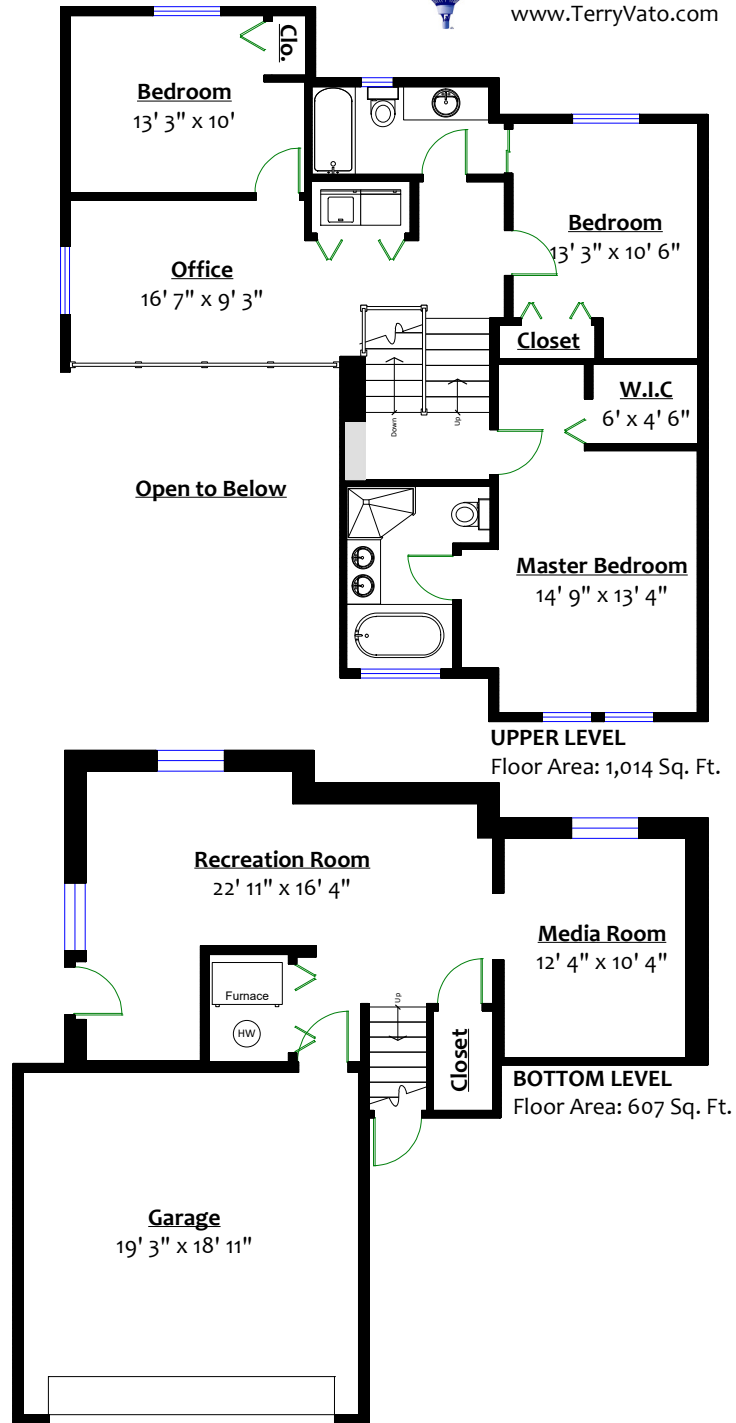 www.TerryVato.com
Clo.
Bedroom
13' 3" x 10'
Bedroom
13' 3" x 10' 6"
Office
16' 7" x 9' 3"
Closet
W.I.C
6' x 4' 6"
Down
Up
Open to Below
Master Bedroom
14' 9" x 13' 4"
UPPER LEVEL
Floor Area: 1,014 Sq. Ft.
Recreation Room
22' 11" x 16' 4"
Media Room
12' 4" x 10' 4"
Furnace
HW
Up
Closet
BOTTOM LEVEL
Floor Area: 607 Sq. Ft.
Garage
19' 3" x 18' 11"